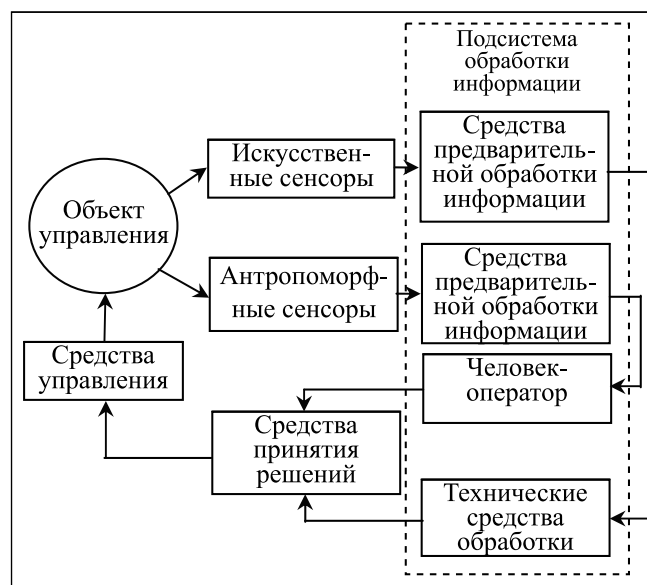 Подсистема
обработки
информации
Искусствен-
ные сенсоры
Средства
предваритель-
ной обработки
информации
Объект
управления
Антропоморф-
ные сенсоры
Средства
предваритель-
ной обработки
информации
Средства
управления
Человек-
оператор
Средства
принятия
решений
Технические
средства
обработки